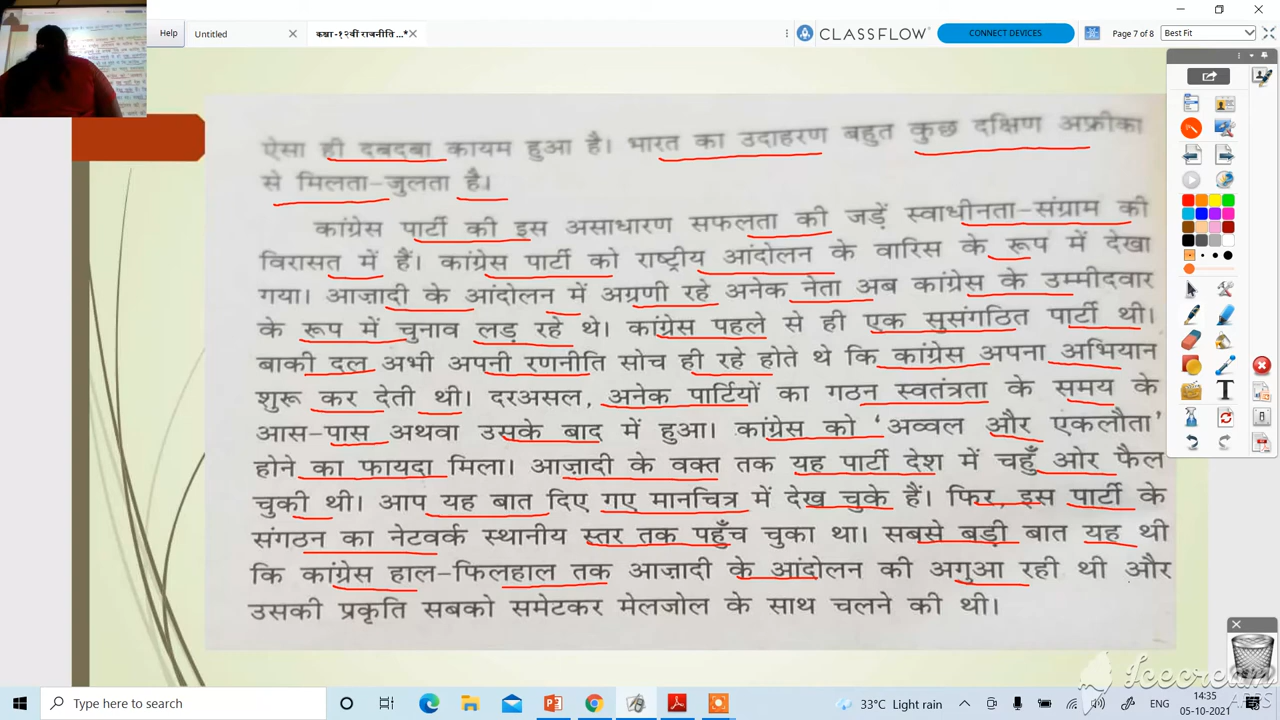 Help
Untitled
कक्षा-१२वीं राजनीति ...*
CLASSFLOW
CONNECT DEVICES
Page 7 of 8
Best Fit
ऐसा ही दबदबा कायम हुआ है। भारत का उदाहरण बहुत कुछ दक्षिण अफ्रीका
से मिलता-जुलता है।
कांग्रेस पार्टी की इस असाधारण सफलता की जड़ें स्वाधीनता-संग्राम की
विरासत में हैं। कांग्रेस पार्टी को राष्ट्रीय आंदोलन के वारिस के रूप में देखा
गया। आज़ादी के आंदोलन में अग्रणी रहे अनेक नेता अब कांग्रेस के उम्मीदवार
के रूप में चुनाव लड़ रहे थे। कांग्रेस पहले से ही एक सुसंगठित पार्टी थी।
बाकी दल अभी अपनी रणनीति सोच ही रहे होते थे कि कांग्रेस अपना अभियान
शुरू कर देती थी। दरअसल, अनेक पार्टियों का गठन स्वतंत्रता के समय के
आस-पास अथवा उसके बाद में हुआ। कांग्रेस को 'अव्वल और एकलौता'
होने का फायदा मिला। आज़ादी के वक्त तक यह पार्टी देश में चहुँ ओर फैल
चुकी थी। आप यह बात दिए गए मानचित्र में देख चुके हैं। फिर, इस पार्टी के
संगठन का नेटवर्क स्थानीय स्तर तक पहुँच चुका था। सबसे बड़ी बात यह थी
कि कांग्रेस हाल-फिलहाल तक आज़ादी के आंदोलन की अगुआ रही थी और
उसकी प्रकृति सबको समेटकर मेलजोल के साथ चलने की थी।
Icecream
APPS
Type here to search
33°C Light rain
ENG
14:35
05-10-2021